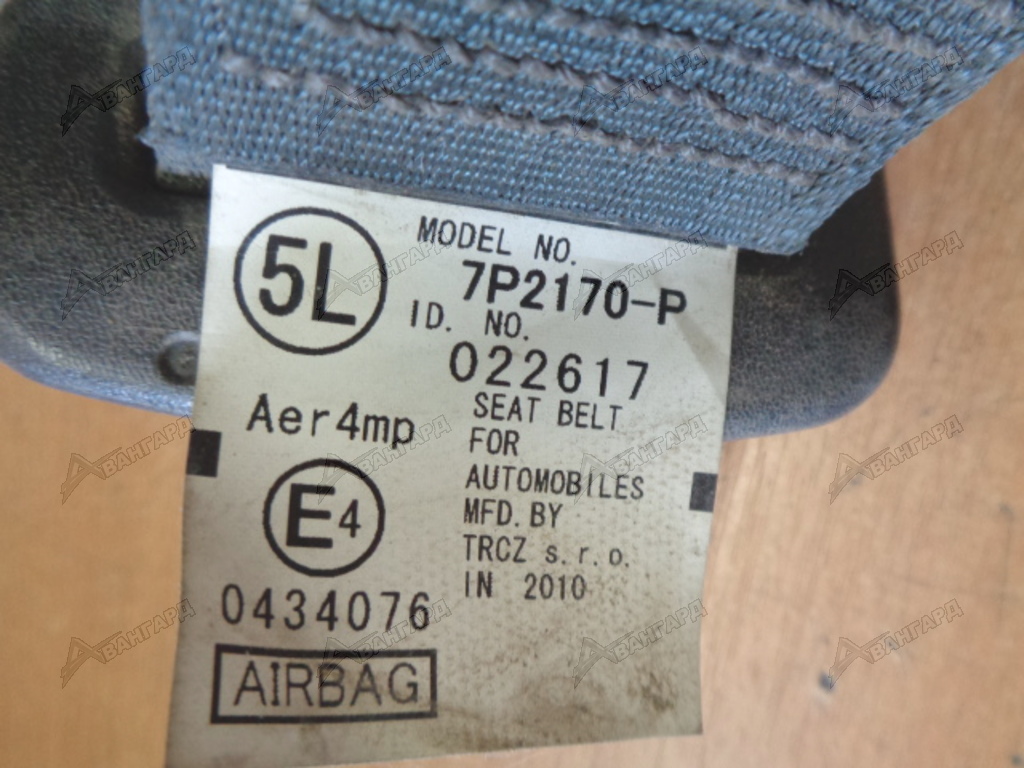 5L
MODEL NO.
7P2170-P
ID. NO.
022617
Aer4mp
SEAT BELT
FOR
AUTOMOBILES
MFD. BY
TRCZ s.r.o.
IN 2010
E4
0434076
AIRBAG
АВАНГАРД